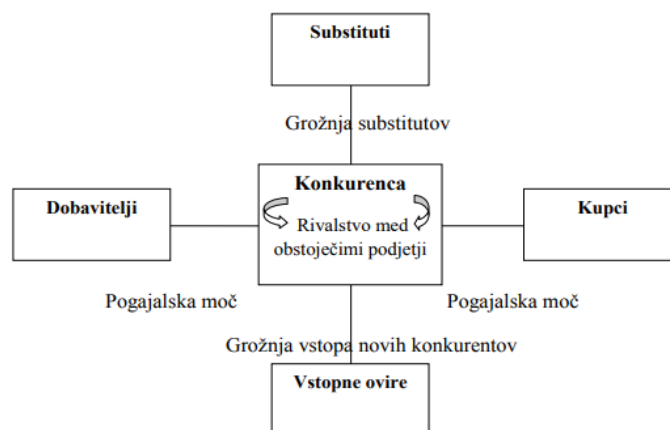 Substituti
Grožnja substitutov
Konkurenca
Dobavitelji
Kupci
Rivalstvo med
obstoječimi podjetji
Pogajalska moč
Pogajalska moč
Grožnja vstopa novih konkurentov
Vstopne ovire